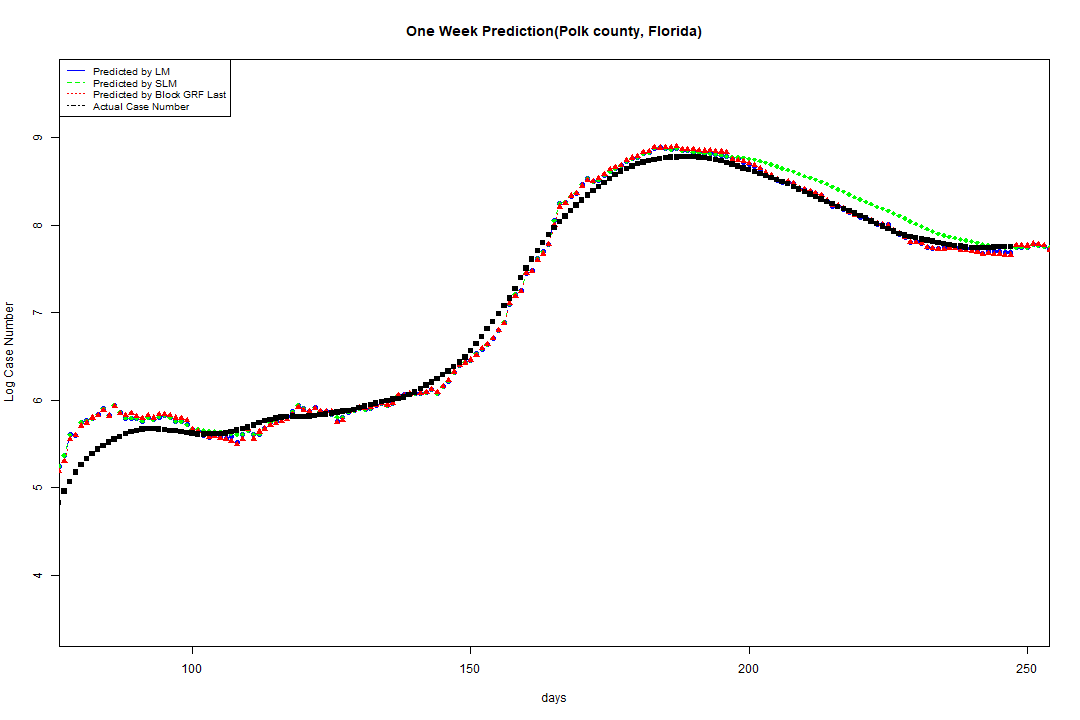 One Week Prediction(Polk county, Florida)
Predicted by LM
Predicted by SLM
Predicted by Block GRF Last
Actual Case Number
9
8
7
6
5
4
Log Case Number
100 150 200 250
days